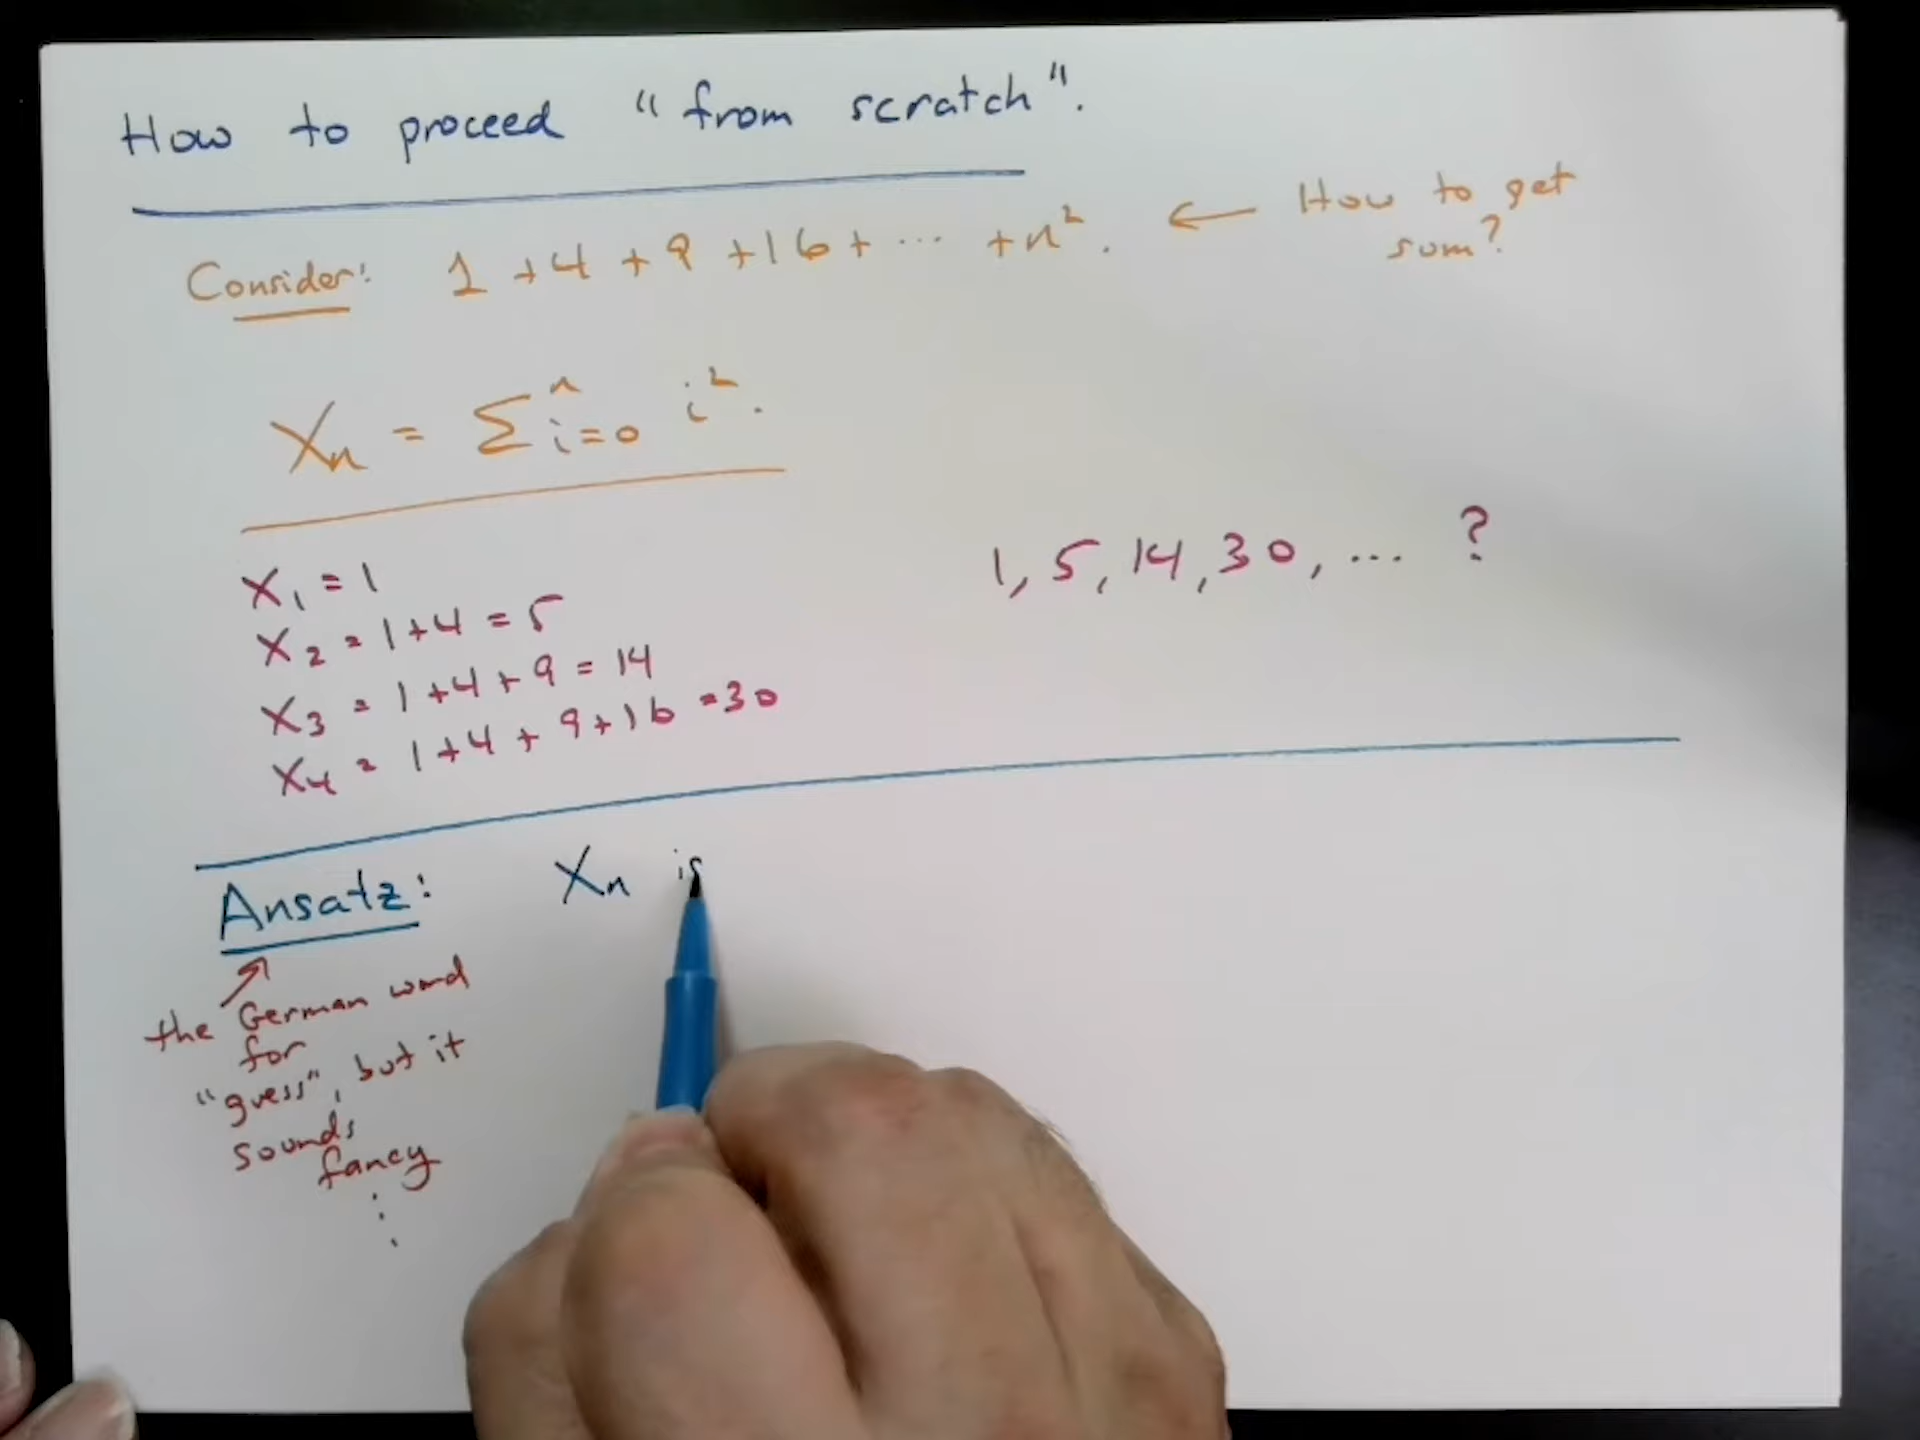 How to proceed "from scratch".
Consider: 1 + 4 + 9 + 16 + ... + n². ← How to get
sum?
Xn = Σ^n_i=0 i².
X₁ = 1
X₂ = 1+4 = 5
X₃ = 1+4+9 = 14
X₄ = 1+4+9+16 = 30
1, 5, 14, 30, ... ?
Ansatz: Xn is
the German word
for
"guess", but it
sounds
fancy
...